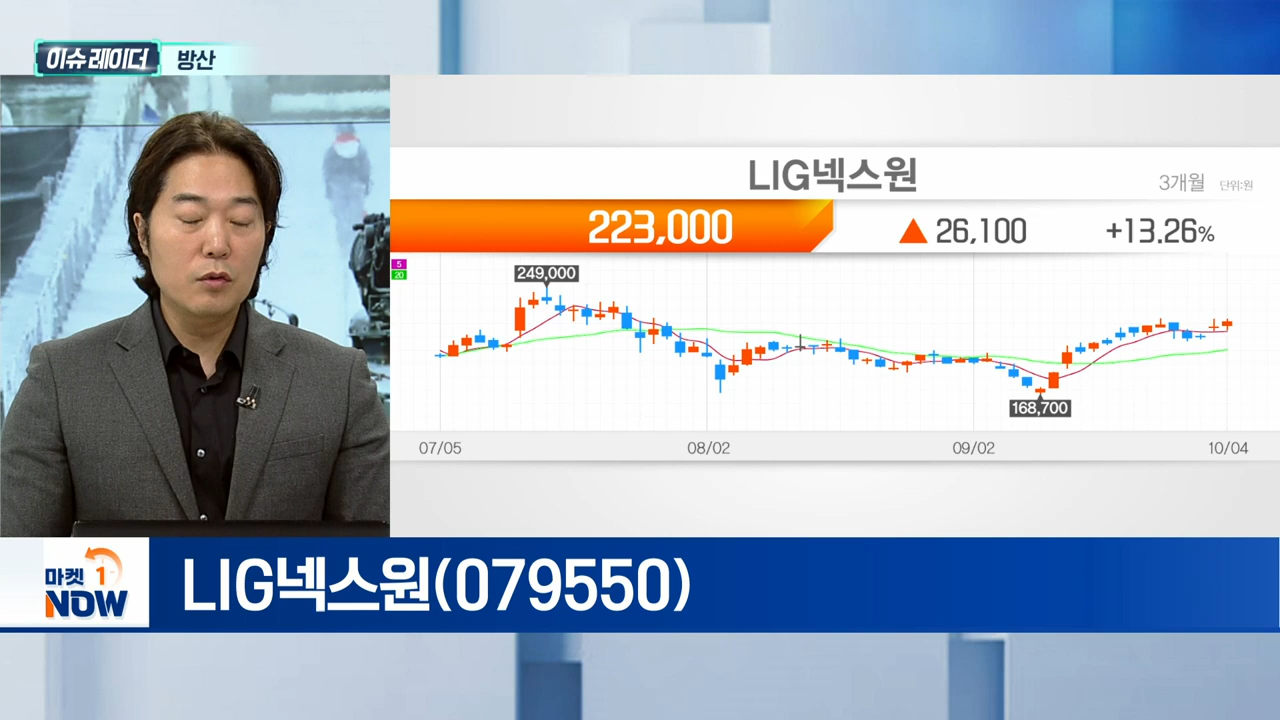 이슈 레이더 방산
LIG넥스원
3개월 단위:원
223,000 ▲ 26,100 +13.26%
5
20
249,000
168,700
07/05 08/02 09/02 10/04
마켓 1
NOW
LIG넥스원(079550)